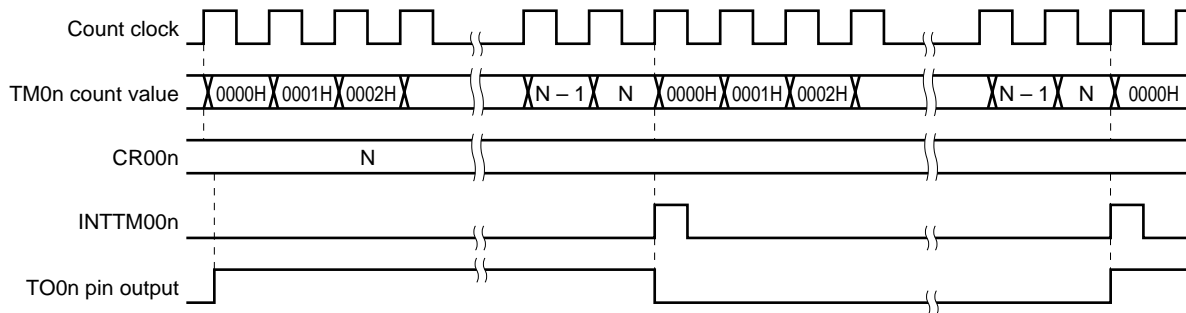 Count clock
TM0n count value 0000H 0001H 0002H N – 1 N 0000H 0001H 0002H N – 1 N 0000H
CR00n N
INTTM00n
TO0n pin output